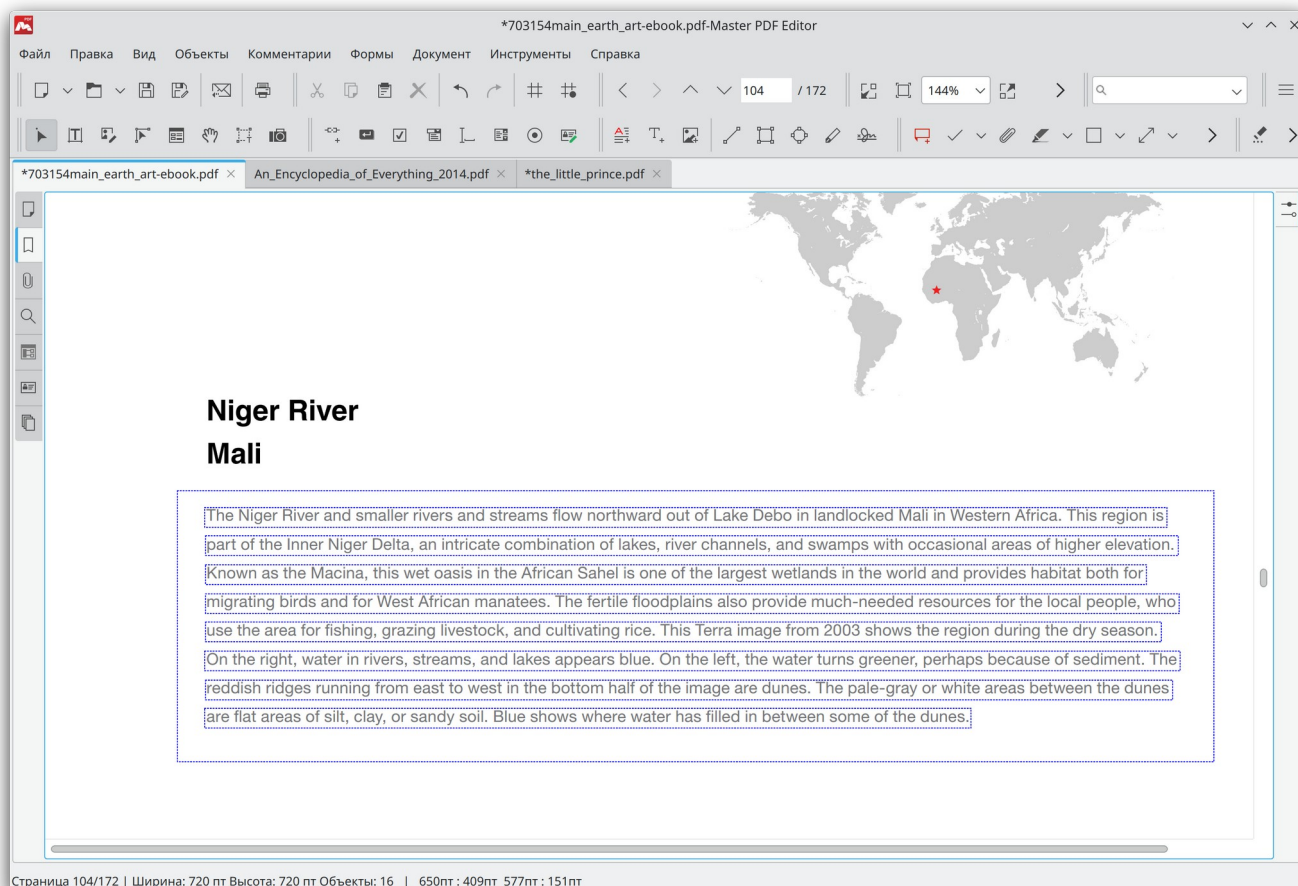 *703154main_earth_art-ebook.pdf-Master PDF Editor
Файл Правка Вид Объекты Комментарии Формы Документ Инструменты Справка
104 / 172 144%
*703154main_earth_art-ebook.pdf An_Encyclopedia_of_Everything_2014.pdf *the_little_prince.pdf
Niger River
Mali
The Niger River and smaller rivers and streams flow northward out of Lake Debo in landlocked Mali in Western Africa. This region is
part of the Inner Niger Delta, an intricate combination of lakes, river channels, and swamps with occasional areas of higher elevation.
Known as the Macina, this wet oasis in the African Sahel is one of the largest wetlands in the world and provides habitat both for
migrating birds and for West African manatees. The fertile floodplains also provide much-needed resources for the local people, who
use the area for fishing, grazing livestock, and cultivating rice. This Terra image from 2003 shows the region during the dry season.
On the right, water in rivers, streams, and lakes appears blue. On the left, the water turns greener, perhaps because of sediment. The
reddish ridges running from east to west in the bottom half of the image are dunes. The pale-gray or white areas between the dunes
are flat areas of silt, clay, or sandy soil. Blue shows where water has filled in between some of the dunes.
Страница 104/172 | Ширина: 720 пт Высота: 720 пт Объекты: 16 | 650пт : 409пт 577пт : 151пт